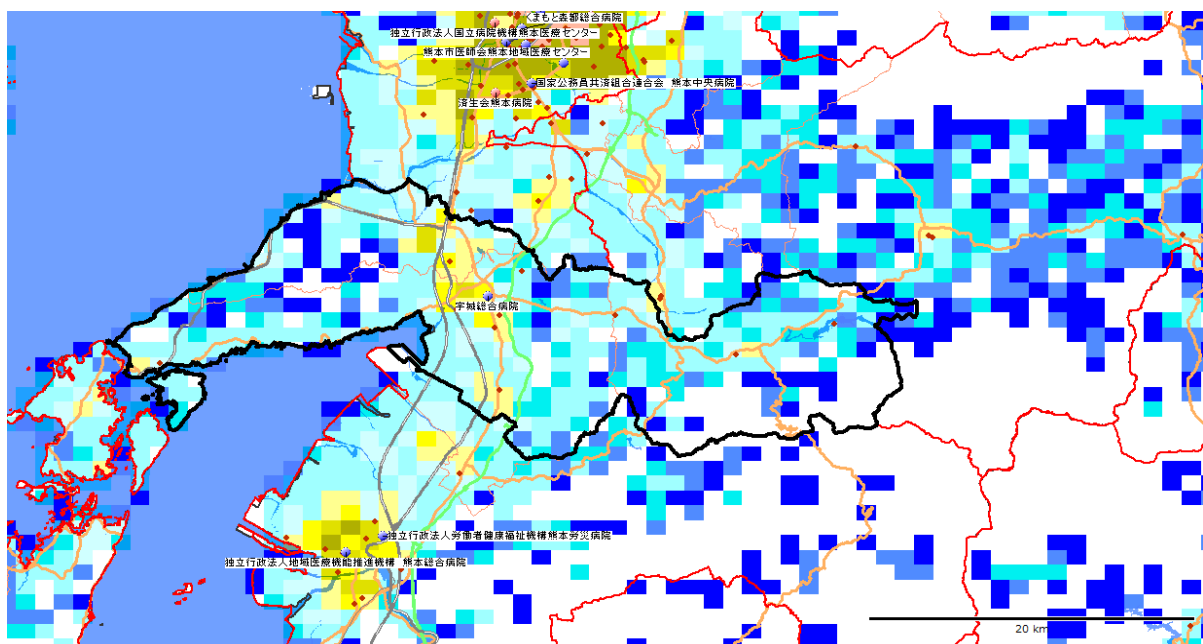 くまもと森都総合病院
独立行政法人国立病院機構熊本医療センター
熊本市医師会熊本地域医療センター
国家公務員共済組合連合会 熊本中央病院
済生会熊本病院
宇城総合病院
独立行政法人労働者健康福祉機構熊本労災病院
独立行政法人地域医療機能推進機構 熊本総合病院
20 km